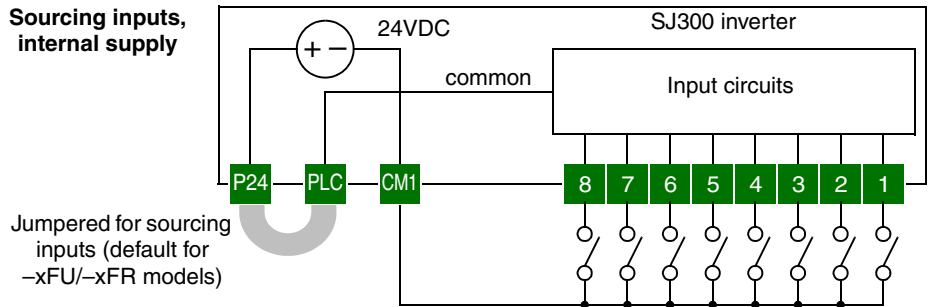 Sourcing inputs,
internal supply
+ –
24VDC
SJ300 inverter
common
Input circuits
P24 PLC CM1 8 7 6 5 4 3 2 1
Jumpered for sourcing
inputs (default for
–xFU/–xFR models)